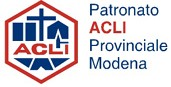 ACLI
Patronato
ACLI
Provinciale
Modena